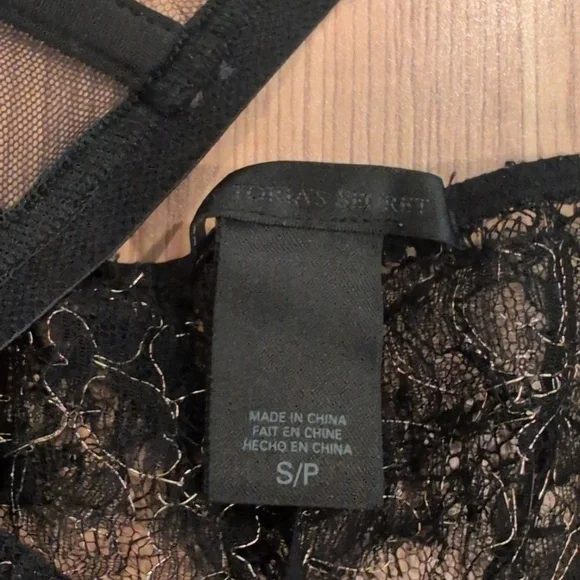 TORIA'S SECRET
MADE IN CHINA
FAIT EN CHINE
HECHO EN CHINA
S/P